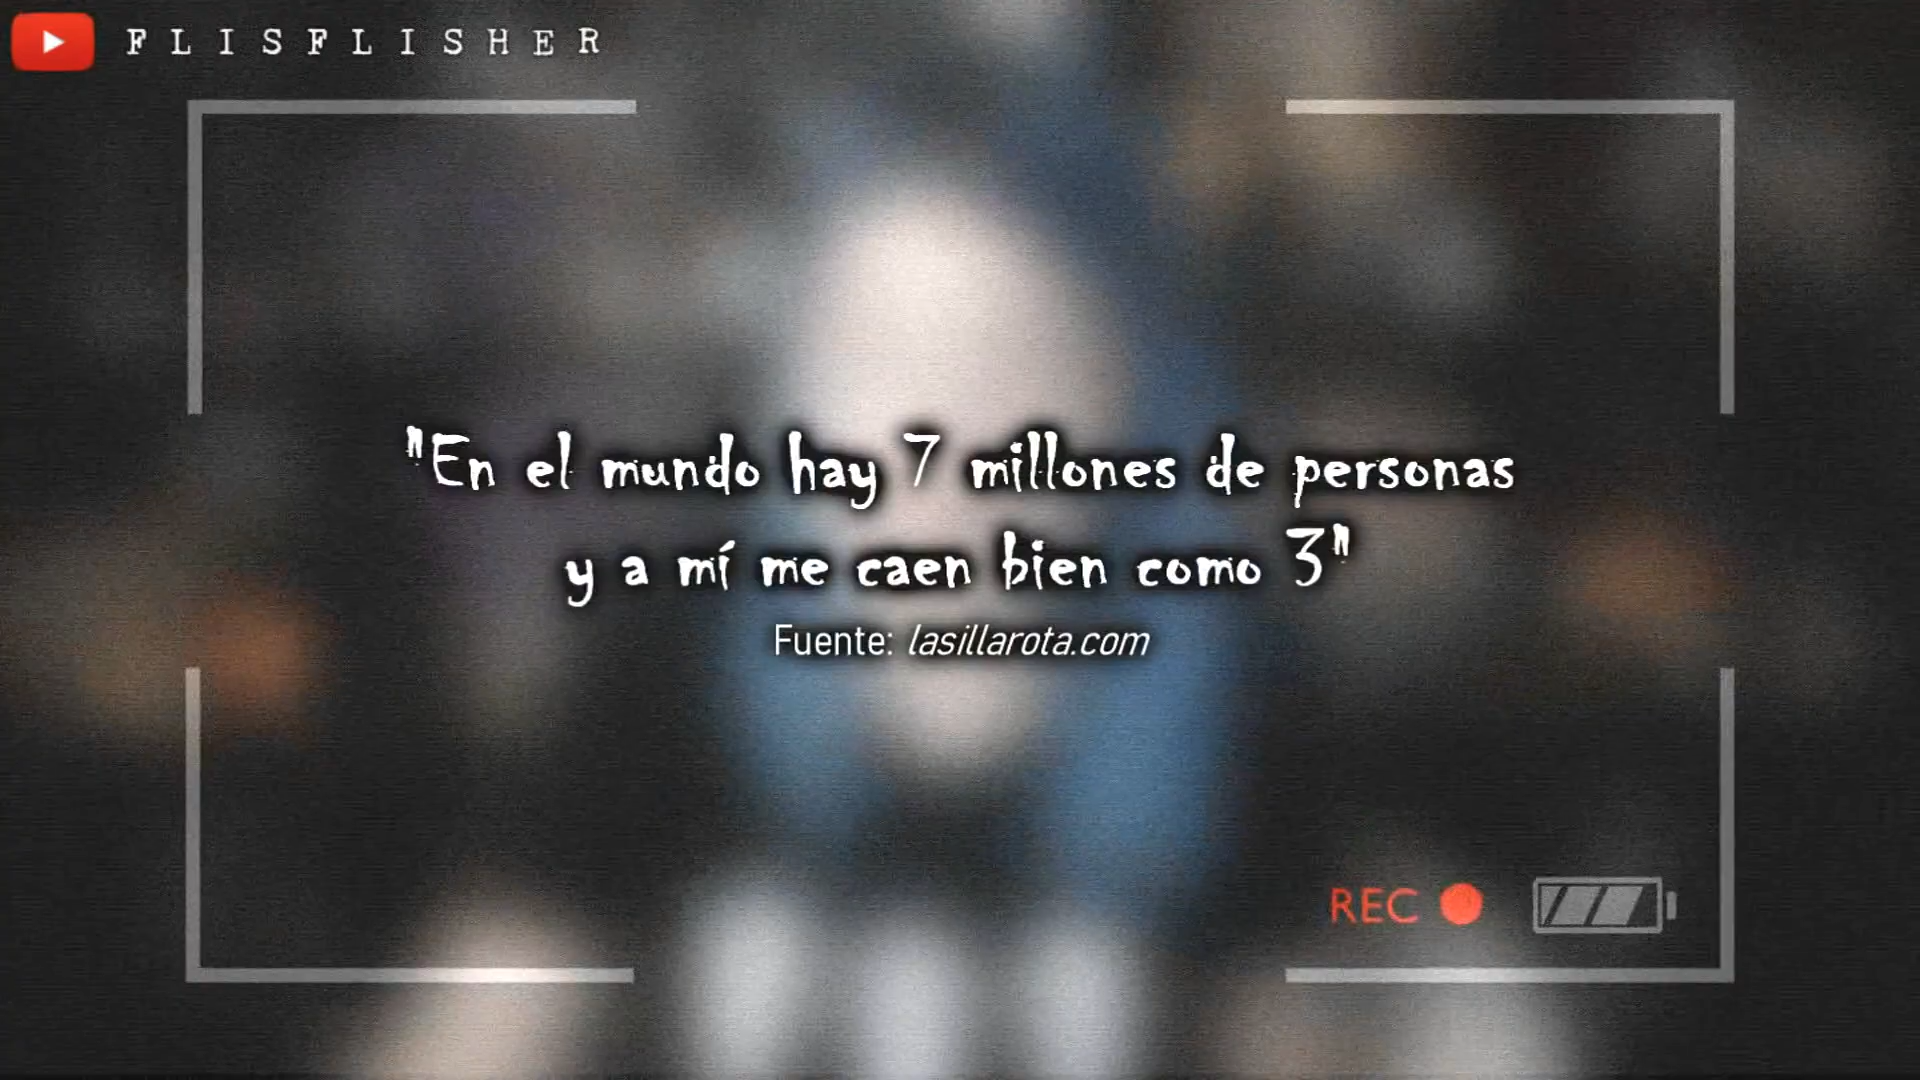 FLISFLISHER
"En el mundo hay 7 millones de personas
y a mí me caen bien como 3"
Fuente: lasillarota.com
REC